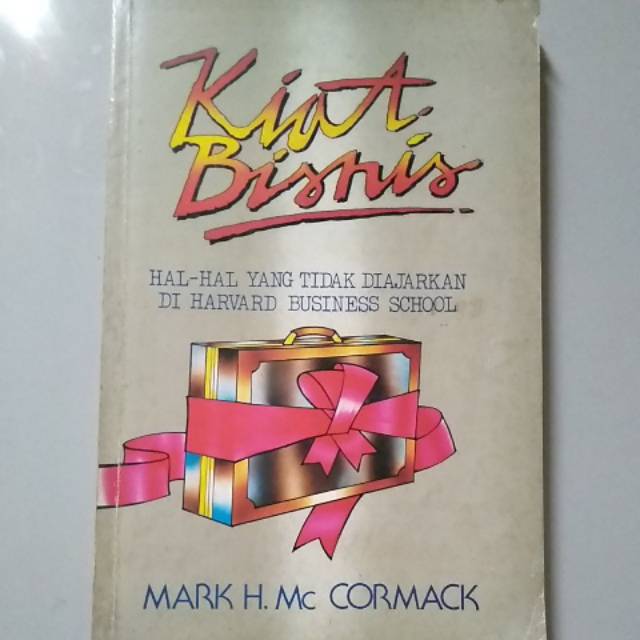 Kiat
Bisnis
HAL-HAL YANG TIDAK DIAJARKAN
DI HARVARD BUSINESS SCHOOL
MARK H. Mc CORMACK